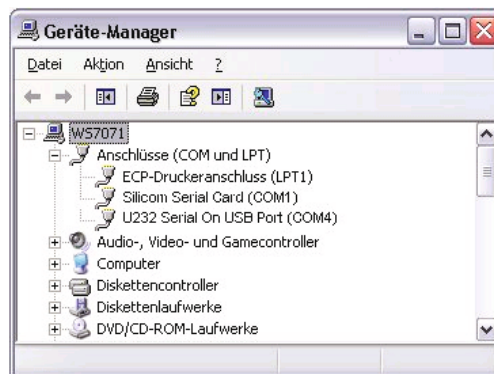 Geräte-Manager
Datei Aktion Ansicht ?
WS7071
Anschlüsse (COM und LPT)
ECP-Druckeranschluss (LPT1)
Silicom Serial Card (COM1)
U232 Serial On USB Port (COM4)
Audio-, Video- und Gamecontroller
Computer
Diskettencontroller
Diskettenlaufwerke
DVD/CD-ROM-Laufwerke